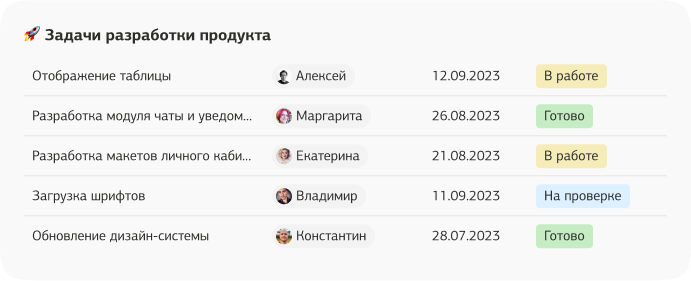 🚀 Задачи разработки продукта
Отображение таблицы Алексей 12.09.2023 В работе
Разработка модуля чаты и уведом... Маргарита 26.08.2023 Готово
Разработка макетов личного каби... Екатерина 21.08.2023 В работе
Загрузка шрифтов Владимир 11.09.2023 На проверке
Обновление дизайн-системы Константин 28.07.2023 Готово